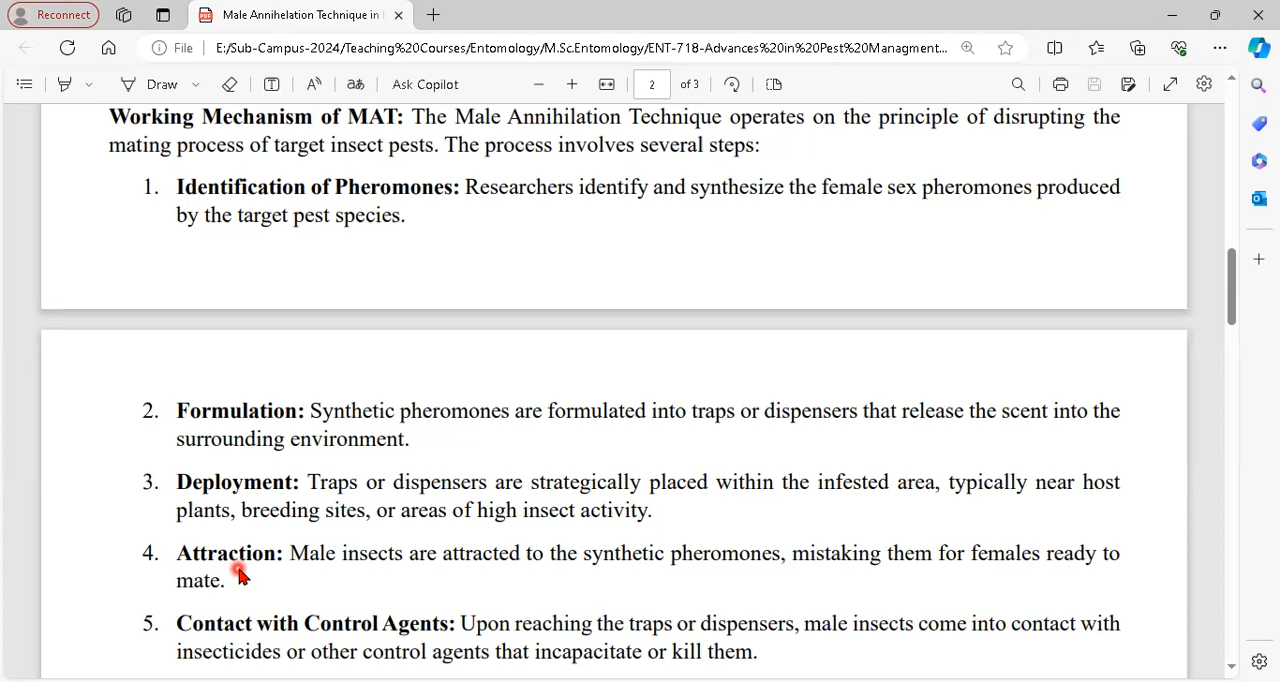 Reconnect
Male Annihelation Technique in
File
E:/Sub-Campus-2024/Teaching%20Courses/Entomology/M.Sc.Entomology/ENT-718-Advances%20in%20Pest%20Managment...
Draw
aあ
Ask Copilot
2
of 3
Working Mechanism of MAT: The Male Annihilation Technique operates on the principle of disrupting the
mating process of target insect pests. The process involves several steps:
1. Identification of Pheromones: Researchers identify and synthesize the female sex pheromones produced
by the target pest species.
2. Formulation: Synthetic pheromones are formulated into traps or dispensers that release the scent into the
surrounding environment.
3. Deployment: Traps or dispensers are strategically placed within the infested area, typically near host
plants, breeding sites, or areas of high insect activity.
4. Attraction: Male insects are attracted to the synthetic pheromones, mistaking them for females ready to
mate.
5. Contact with Control Agents: Upon reaching the traps or dispensers, male insects come into contact with
insecticides or other control agents that incapacitate or kill them.